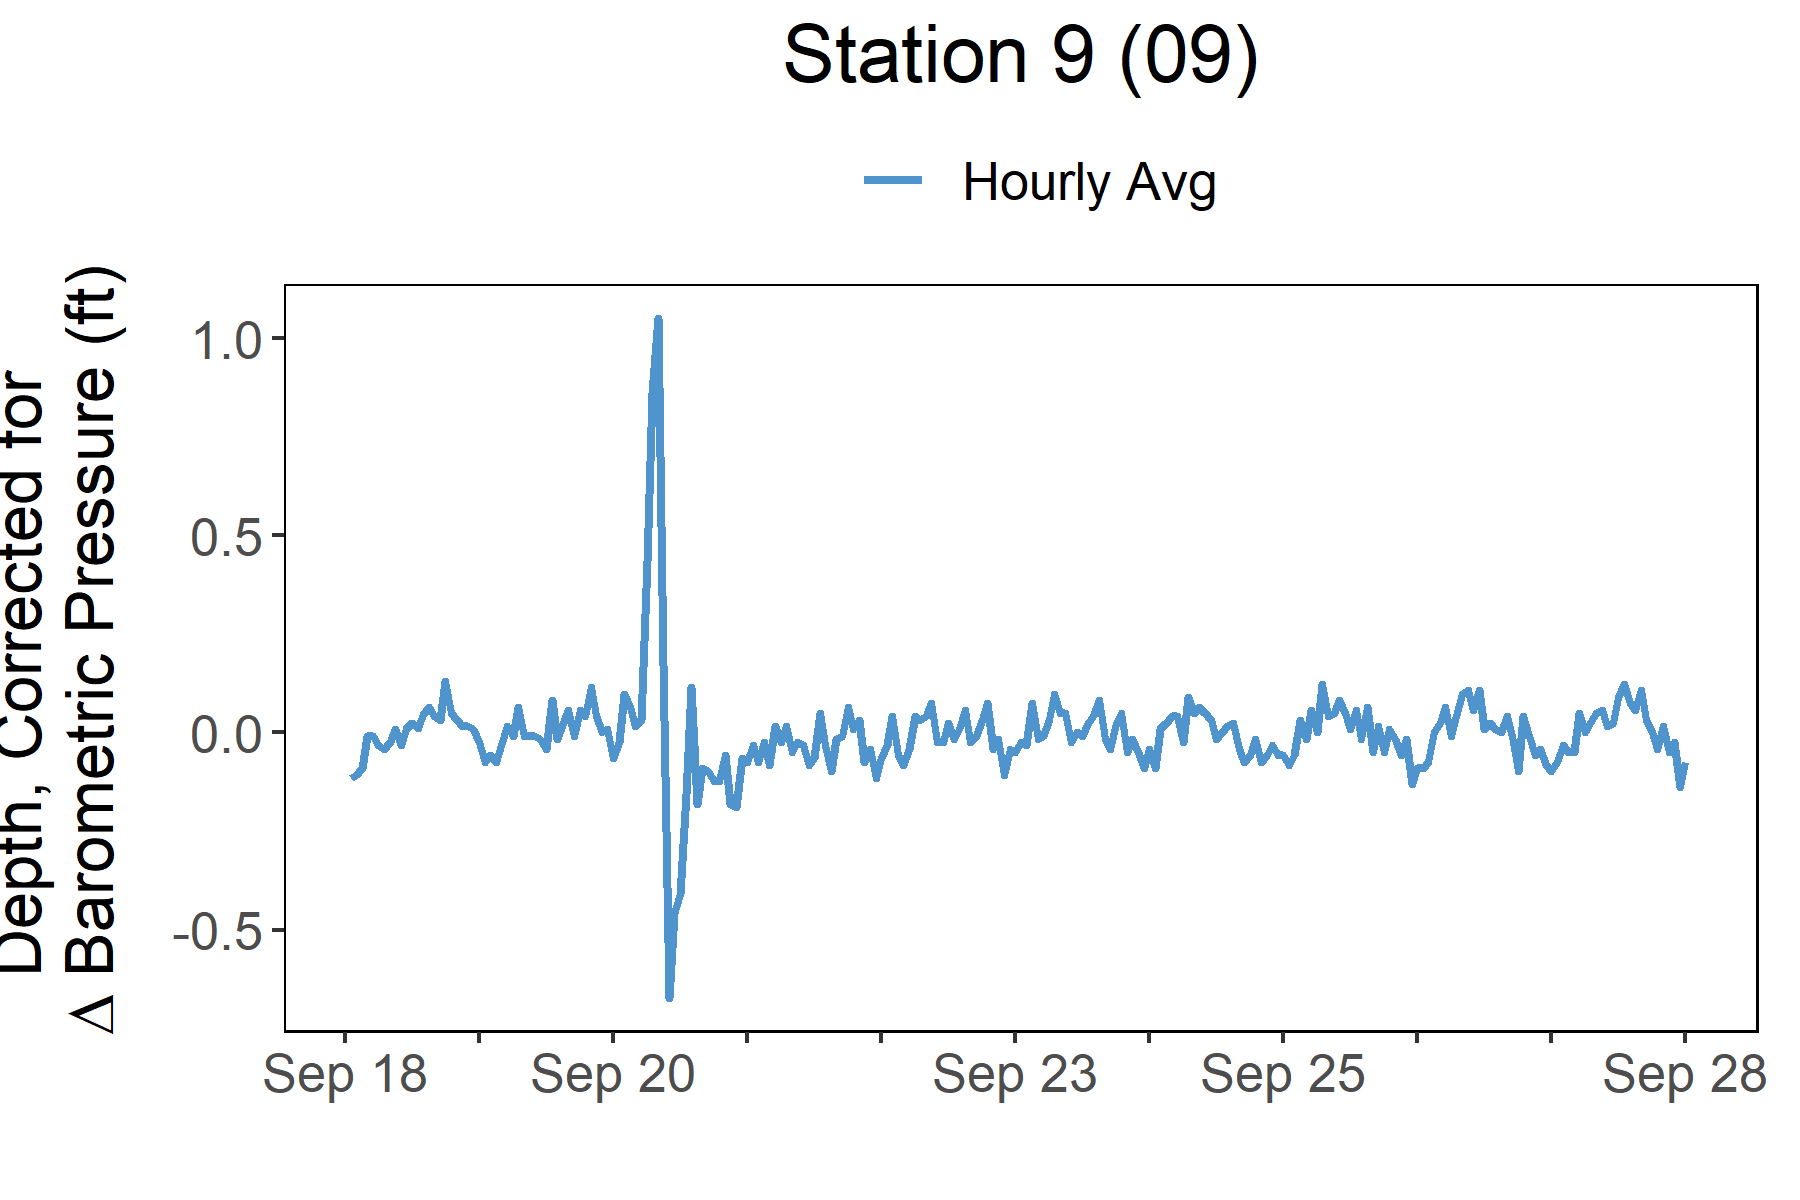 Station 9 (09)
Hourly Avg
Depth, Corrected for
Δ Barometric Pressure (ft)
1.0
0.5
0.0
-0.5
Sep 18
Sep 20
Sep 23
Sep 25
Sep 28